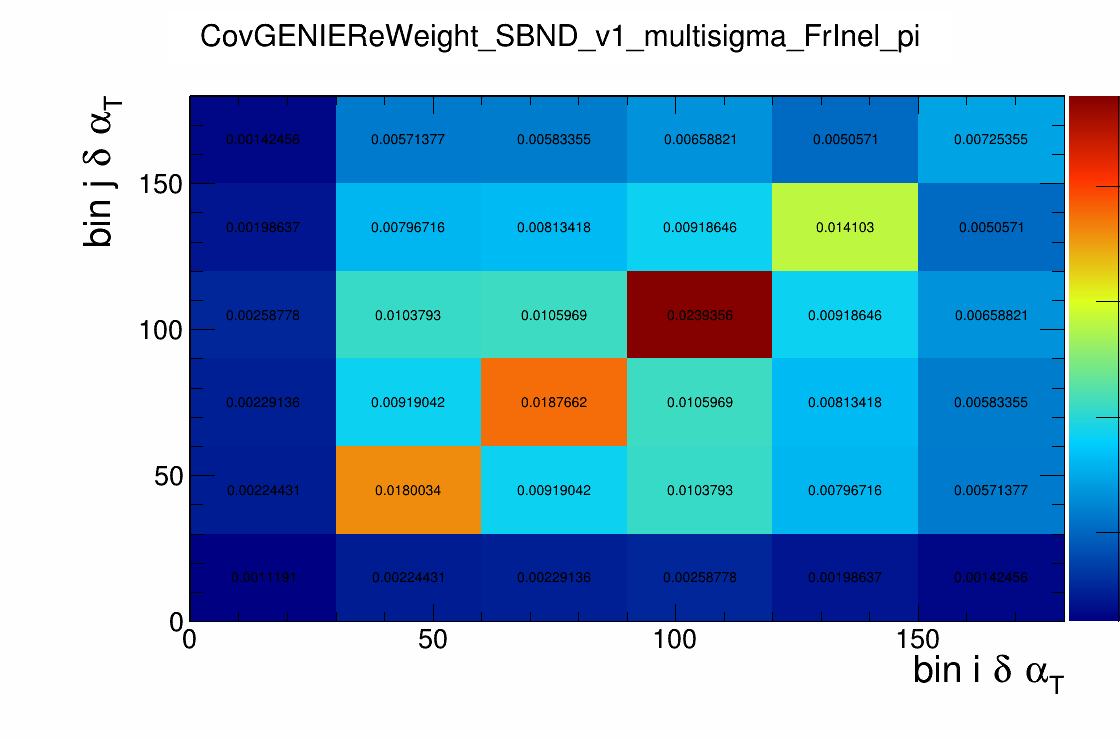 CovGENIEReWeight_SBND_v1_multisigma_FrInel_pi
bin j δ α_T
0.00142456 0.00571377 0.00583355 0.00658821 0.0050571 0.00725355
150
0.00198637 0.00796716 0.00813418 0.00918646 0.014103 0.0050571
0.00258778 0.0103793 0.0105969 0.0239356 0.00918646 0.00658821
100
0.00229136 0.00919042 0.0187662 0.0105969 0.00813418 0.00583355
0.00224431 0.0180034 0.00919042 0.0103793 0.00796716 0.00571377
50
0.0011191 0.00224431 0.00229136 0.00258778 0.00198637 0.00142456
0
0 50 100 150
bin i δ α_T